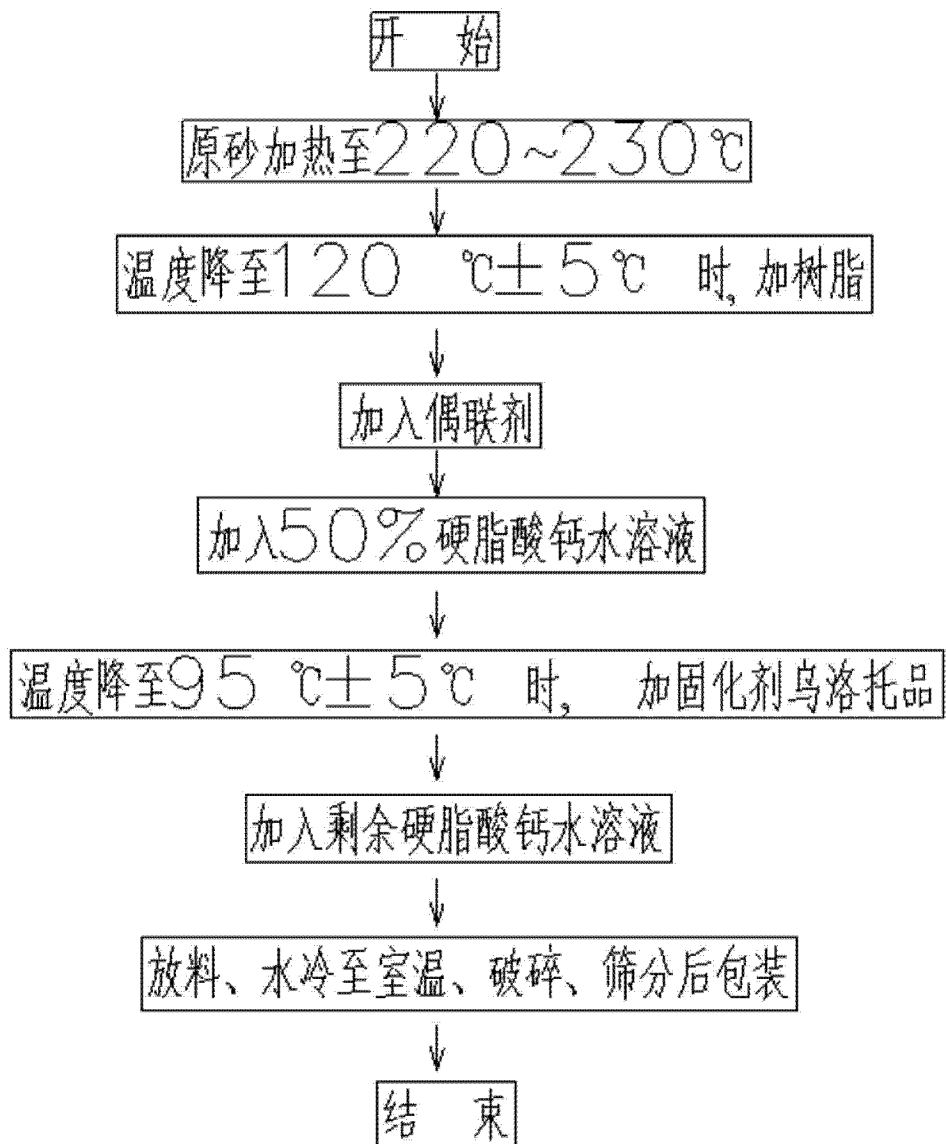 开 始
原砂加热至220~230℃
温度降至120 ℃±5℃ 时, 加树脂
加入偶联剂
加入50%硬脂酸钙水溶液
温度降至95 ℃±5℃ 时, 加固化剂乌洛托品
加入剩余硬脂酸钙水溶液
放料、水冷至室温、破碎、筛分后包装
结 束